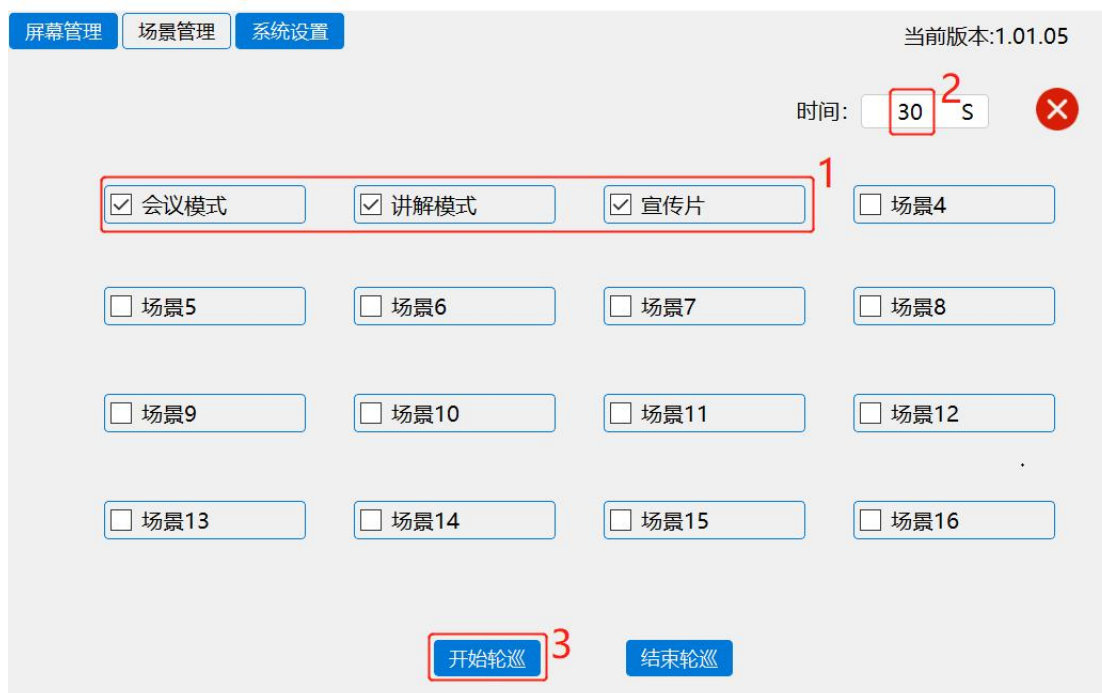 屏幕管理 场景管理 系统设置 当前版本:1.01.05
时间: 30 S 2
1
会议模式 讲解模式 宣传片 场景4
场景5 场景6 场景7 场景8
场景9 场景10 场景11 场景12
场景13 场景14 场景15 场景16
开始轮巡 3 结束轮巡